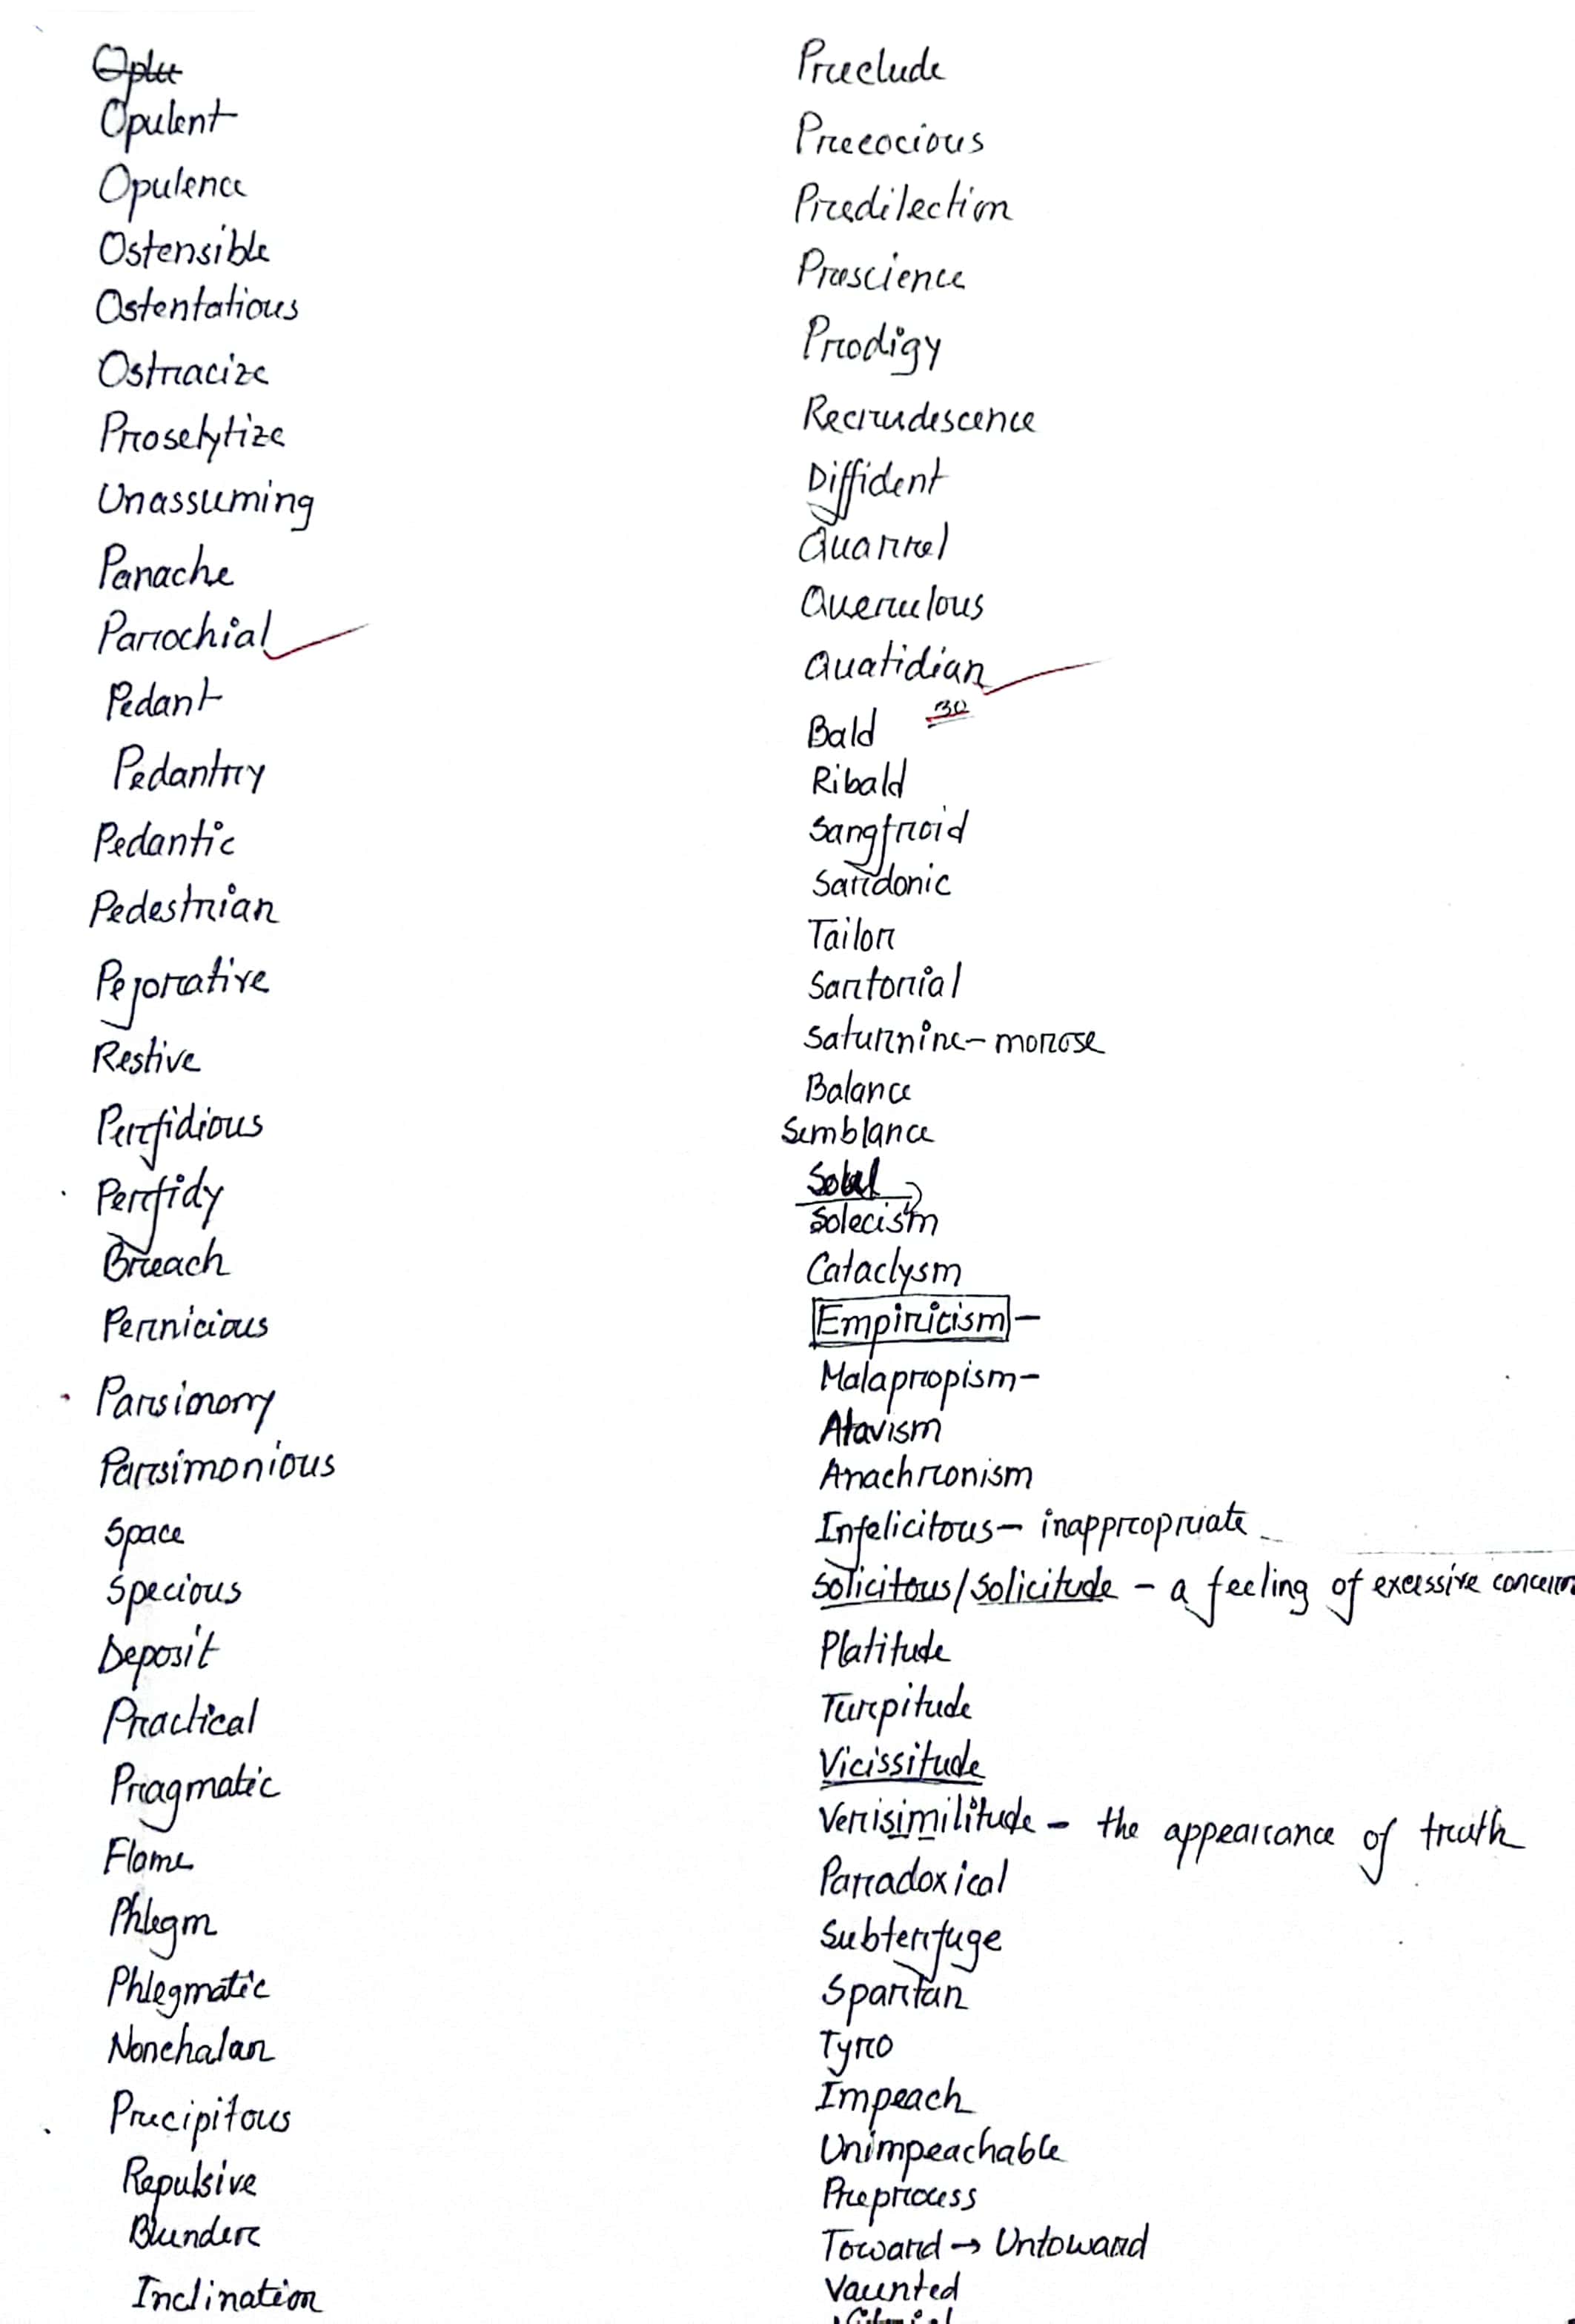 Opulent
Opulence
Ostensible
Ostentatious
Ostracize
Proselytize
Unassuming
Panache
Parochial
Pedant
Pedantry
Pedantic
Pedestrian
Pejorative
Restive
Perfidious
Perfidy
Breach
Pernicious
Parsimony
Parsimonious
Space
Specious
Deposit
Practical
Pragmatic
Flame
Phlegm
Phlegmatic
Nonchalan
Precipitous
Repulsive
Blunder
Inclination
Preclude
Precocious
Predilection
Prescience
Prodigy
Recrudescence
Diffident
Quarrel
Querulous
Quatidian
30
Bald
Ribald
Sangfroid
Sardonic
Tailor
Sartorial
Saturnine - morose
Balance
Semblance
Solecism
Cataclysm
Empiricism -
Malapropism -
Atavism
Anachronism
Infelicitous - inappropriate
Solicitous/Solicitude - a feeling of excessive concern
Platitude
Turpitude
Vicissitude
Verisimilitude - the appearance of truth
Paradoxical
Subterfuge
Spartan
Tyro
Impeach
Unimpeachable
Preprocess
Toward → Untoward
Vaunted